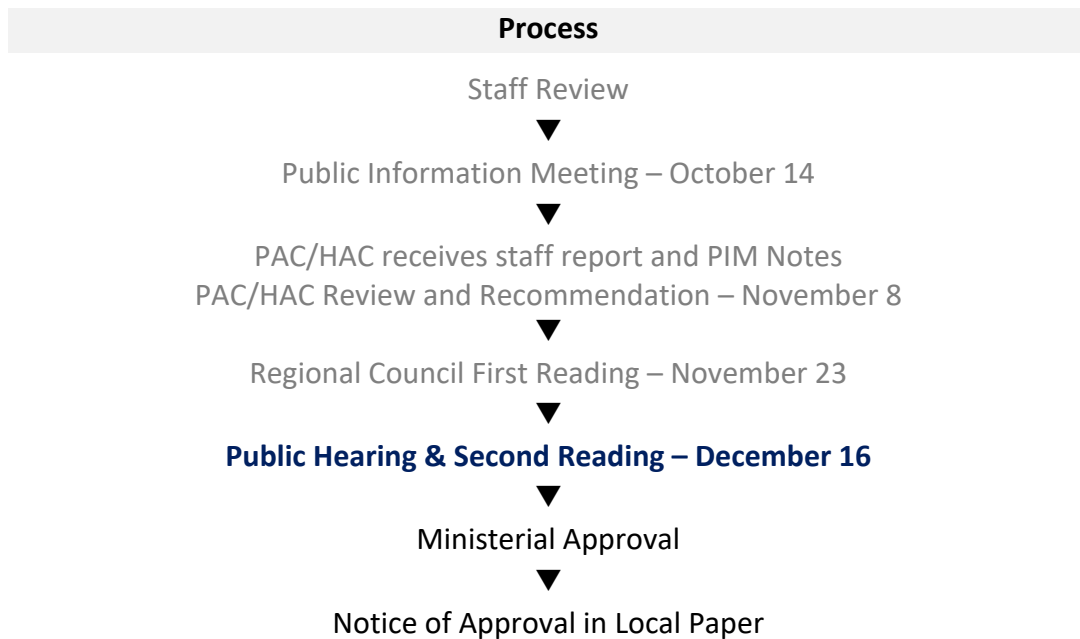 Process
Staff Review
Public Information Meeting – October 14
PAC/HAC receives staff report and PIM Notes
PAC/HAC Review and Recommendation – November 8
Regional Council First Reading – November 23
Public Hearing & Second Reading – December 16
Ministerial Approval
Notice of Approval in Local Paper